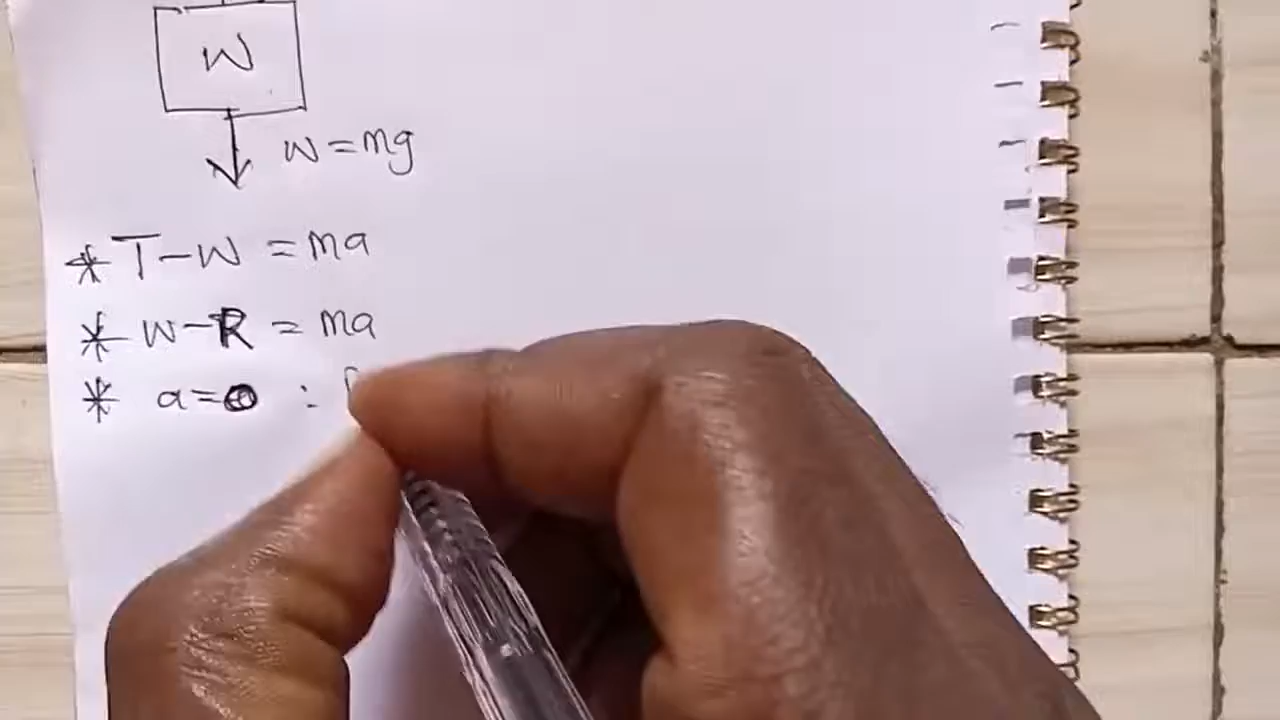 W
W=mg
* T-W = ma
* W-R = ma
* a=0 :